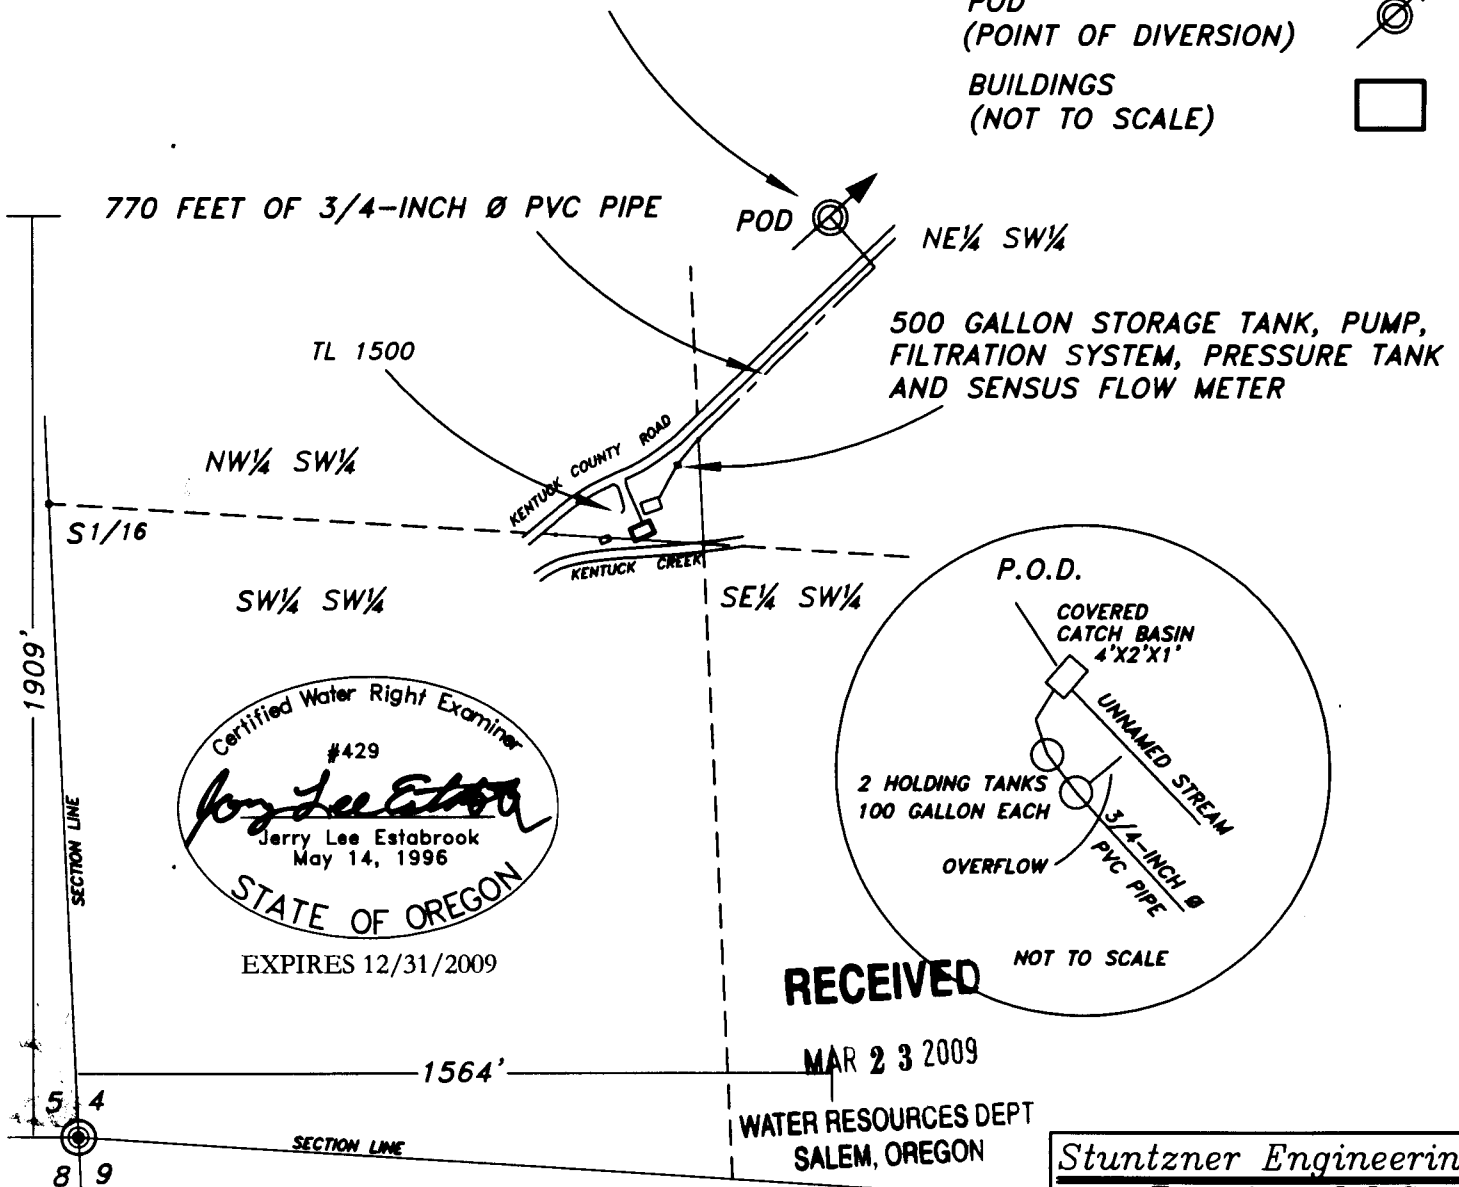 POD
(POINT OF DIVERSION)
BUILDINGS
(NOT TO SCALE)
770 FEET OF 3/4-INCH Ø PVC PIPE
POD
NE¼ SW¼
500 GALLON STORAGE TANK, PUMP,
FILTRATION SYSTEM, PRESSURE TANK
AND SENSUS FLOW METER
TL 1500
KENTUCK COUNTY ROAD
NW¼ SW¼
S1/16
KENTUCK CREEK
SW¼ SW¼
SE¼ SW¼
1909'
SECTION LINE
Certified Water Right Examiner
#429
Jerry Lee Estabrook
Jerry Lee Estabrook
May 14, 1996
STATE OF OREGON
EXPIRES 12/31/2009
P.O.D.
COVERED
CATCH BASIN
4'X2'X1'
UNNAMED STREAM
2 HOLDING TANKS
100 GALLON EACH
3/4-INCH Ø
PVC PIPE
OVERFLOW
NOT TO SCALE
RECEIVED
MAR 23 2009
WATER RESOURCES DEPT
SALEM, OREGON
1564'
5 4
8 9
SECTION LINE
Stuntzner Engineerin